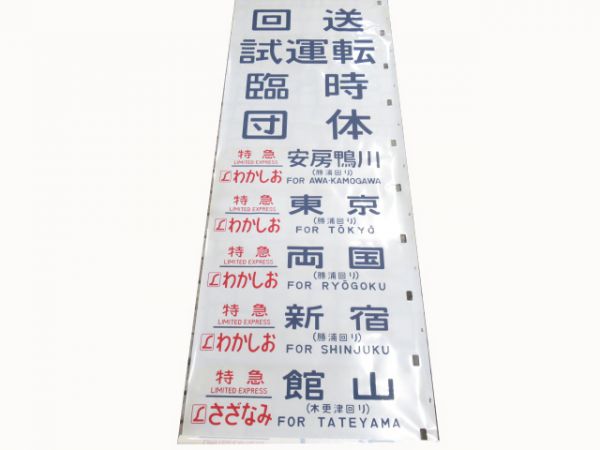 回送
試運転
臨時
団体
特急 安房鴨川
LIMITED EXPRESS (勝浦回り)
わかしお FOR AWA-KAMOGAWA
特急 東京
LIMITED EXPRESS (勝浦回り)
わかしお FOR TŌKYŌ
特急 両国
LIMITED EXPRESS (勝浦回り)
わかしお FOR RYŌGOKU
特急 新宿
LIMITED EXPRESS (勝浦回り)
わかしお FOR SHINJUKU
特急 館山
LIMITED EXPRESS (木更津回り)
さざなみ FOR TATEYAMA